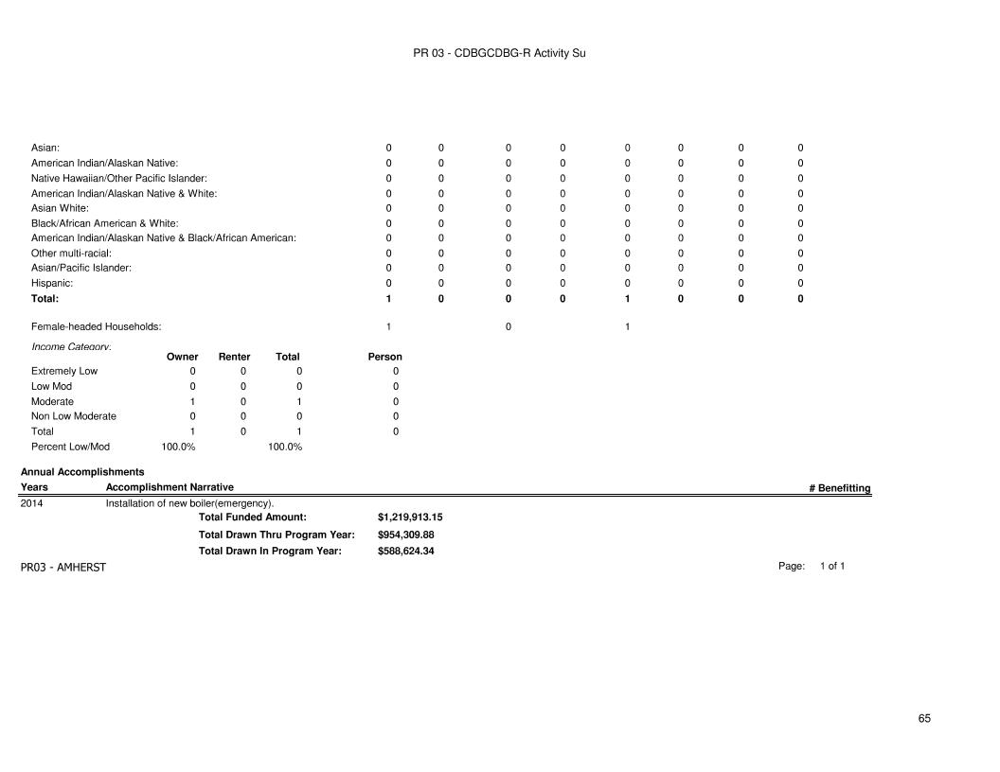 PR 03 - CDBGCDBG-R Activity Su
Asian: 0 0 0 0 0 0 0 0
American Indian/Alaskan Native: 0 0 0 0 0 0 0 0
Native Hawaiian/Other Pacific Islander: 0 0 0 0 0 0 0 0
American Indian/Alaskan Native & White: 0 0 0 0 0 0 0 0
Asian White: 0 0 0 0 0 0 0 0
Black/African American & White: 0 0 0 0 0 0 0 0
American Indian/Alaskan Native & Black/African American: 0 0 0 0 0 0 0 0
Other multi-racial: 0 0 0 0 0 0 0 0
Asian/Pacific Islander: 0 0 0 0 0 0 0 0
Hispanic: 0 0 0 0 0 0 0 0
Total: 1 0 0 0 1 0 0 0
Female-headed Households: 1 0 1
Income Category:
Owner Renter Total Person
Extremely Low 0 0 0 0
Low Mod 0 0 0 0
Moderate 1 0 1 0
Non Low Moderate 0 0 0 0
Total 1 0 1 0
Percent Low/Mod 100.0% 100.0%
Annual Accomplishments
Years Accomplishment Narrative # Benefitting
2014 Installation of new boiler(emergency).
Total Funded Amount: $1,219,913.15
Total Drawn Thru Program Year: $954,309.88
Total Drawn In Program Year: $588,624.34
PR03 - AMHERST Page: 1 of 1
65